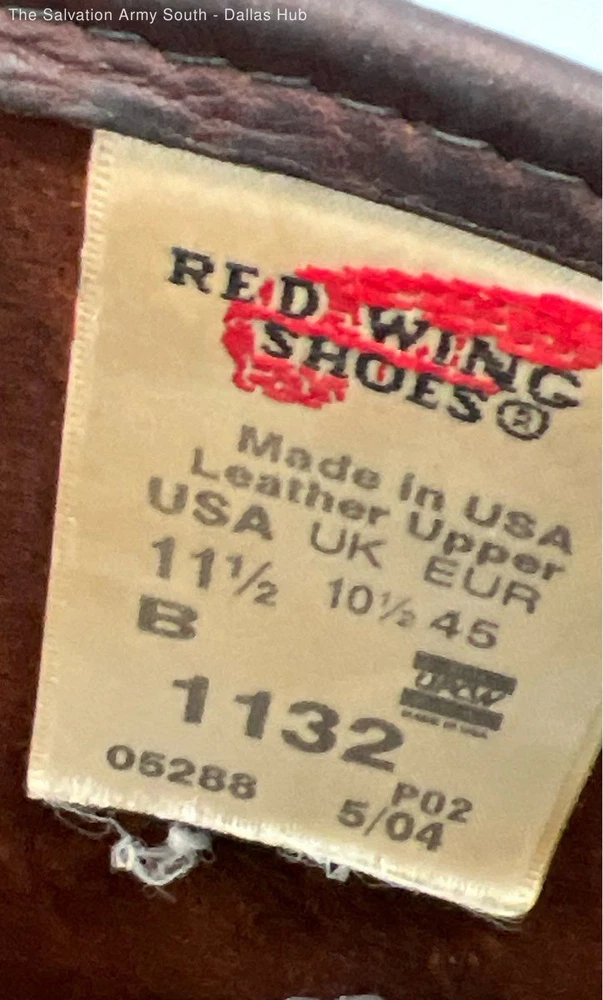 The Salvation Army South - Dallas Hub
RED WING
SHOES®
Made in USA
Leather Upper
USA UK EUR
11½ 10½ 45
B
1132
05288 P02
5/04